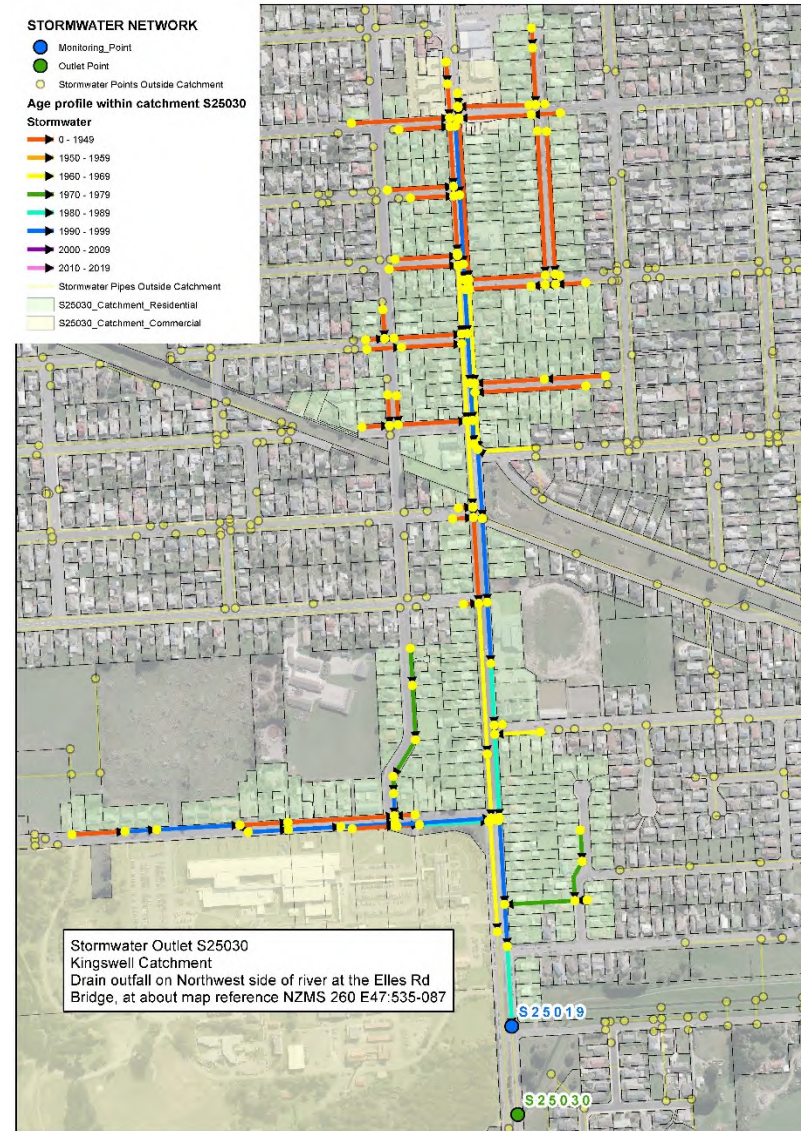 STORMWATER NETWORK
Monitoring_Point
Outlet Point
Stormwater Points Outside Catchment
Age profile within catchment S25030
Stormwater
0 - 1949
1950 - 1959
1960 - 1969
1970 - 1979
1980 - 1989
1990 - 1999
2000 - 2009
2010 - 2019
Stormwater Pipes Outside Catchment
S25030_Catchment_Residential
S25030_Catchment_Commercial
Stormwater Outlet S25030
Kingswell Catchment
Drain outfall on Northwest side of river at the Elles Rd
Bridge, at about map reference NZMS 260 E47:535-087
S25019
S25030